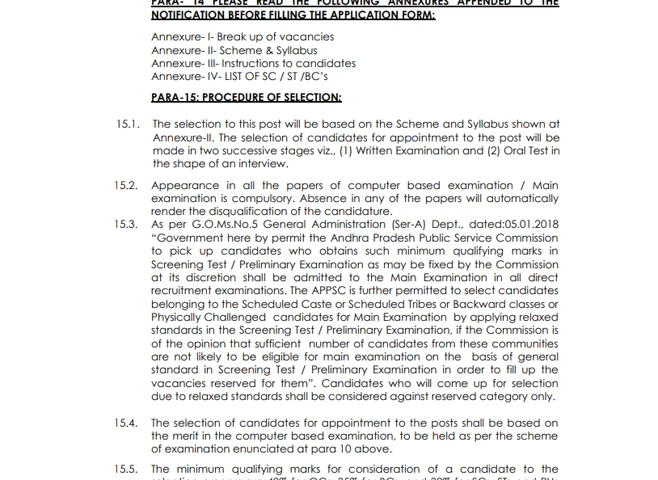 PARA- 14 PLEASE READ THE FOLLOWING ANNEXURES APPENDED TO THE
NOTIFICATION BEFORE FILLING THE APPLICATION FORM:
Annexure- I- Break up of vacancies
Annexure- II- Scheme & Syllabus
Annexure- III- Instructions to candidates
Annexure- IV- LIST OF SC / ST /BC's
PARA-15: PROCEDURE OF SELECTION:
15.1. The selection to this post will be based on the Scheme and Syllabus shown at
Annexure-II. The selection of candidates for appointment to the post will be
made in two successive stages viz., (1) Written Examination and (2) Oral Test in
the shape of an interview.
15.2. Appearance in all the papers of computer based examination / Main
examination is compulsory. Absence in any of the papers will automatically
render the disqualification of the candidature.
15.3. As per G.O.Ms.No.5 General Administration (Ser-A) Dept., dated:05.01.2018
"Government here by permit the Andhra Pradesh Public Service Commission
to pick up candidates who obtains such minimum qualifying marks in
Screening Test / Preliminary Examination as may be fixed by the Commission
at its discretion shall be admitted to the Main Examination in all direct
recruitment examinations. The APPSC is further permitted to select candidates
belonging to the Scheduled Caste or Scheduled Tribes or Backward classes or
Physically Challenged candidates for Main Examination by applying relaxed
standards in the Screening Test / Preliminary Examination, if the Commission is
of the opinion that sufficient number of candidates from these communities
are not likely to be eligible for main examination on the basis of general
standard in Screening Test / Preliminary Examination in order to fill up the
vacancies reserved for them". Candidates who will come up for selection
due to relaxed standards shall be considered against reserved category only.
15.4. The selection of candidates for appointment to the posts shall be based on
the merit in the computer based examination, to be held as per the scheme
of examination enunciated at para 10 above.
15.5. The minimum qualifying marks for consideration of a candidate to the